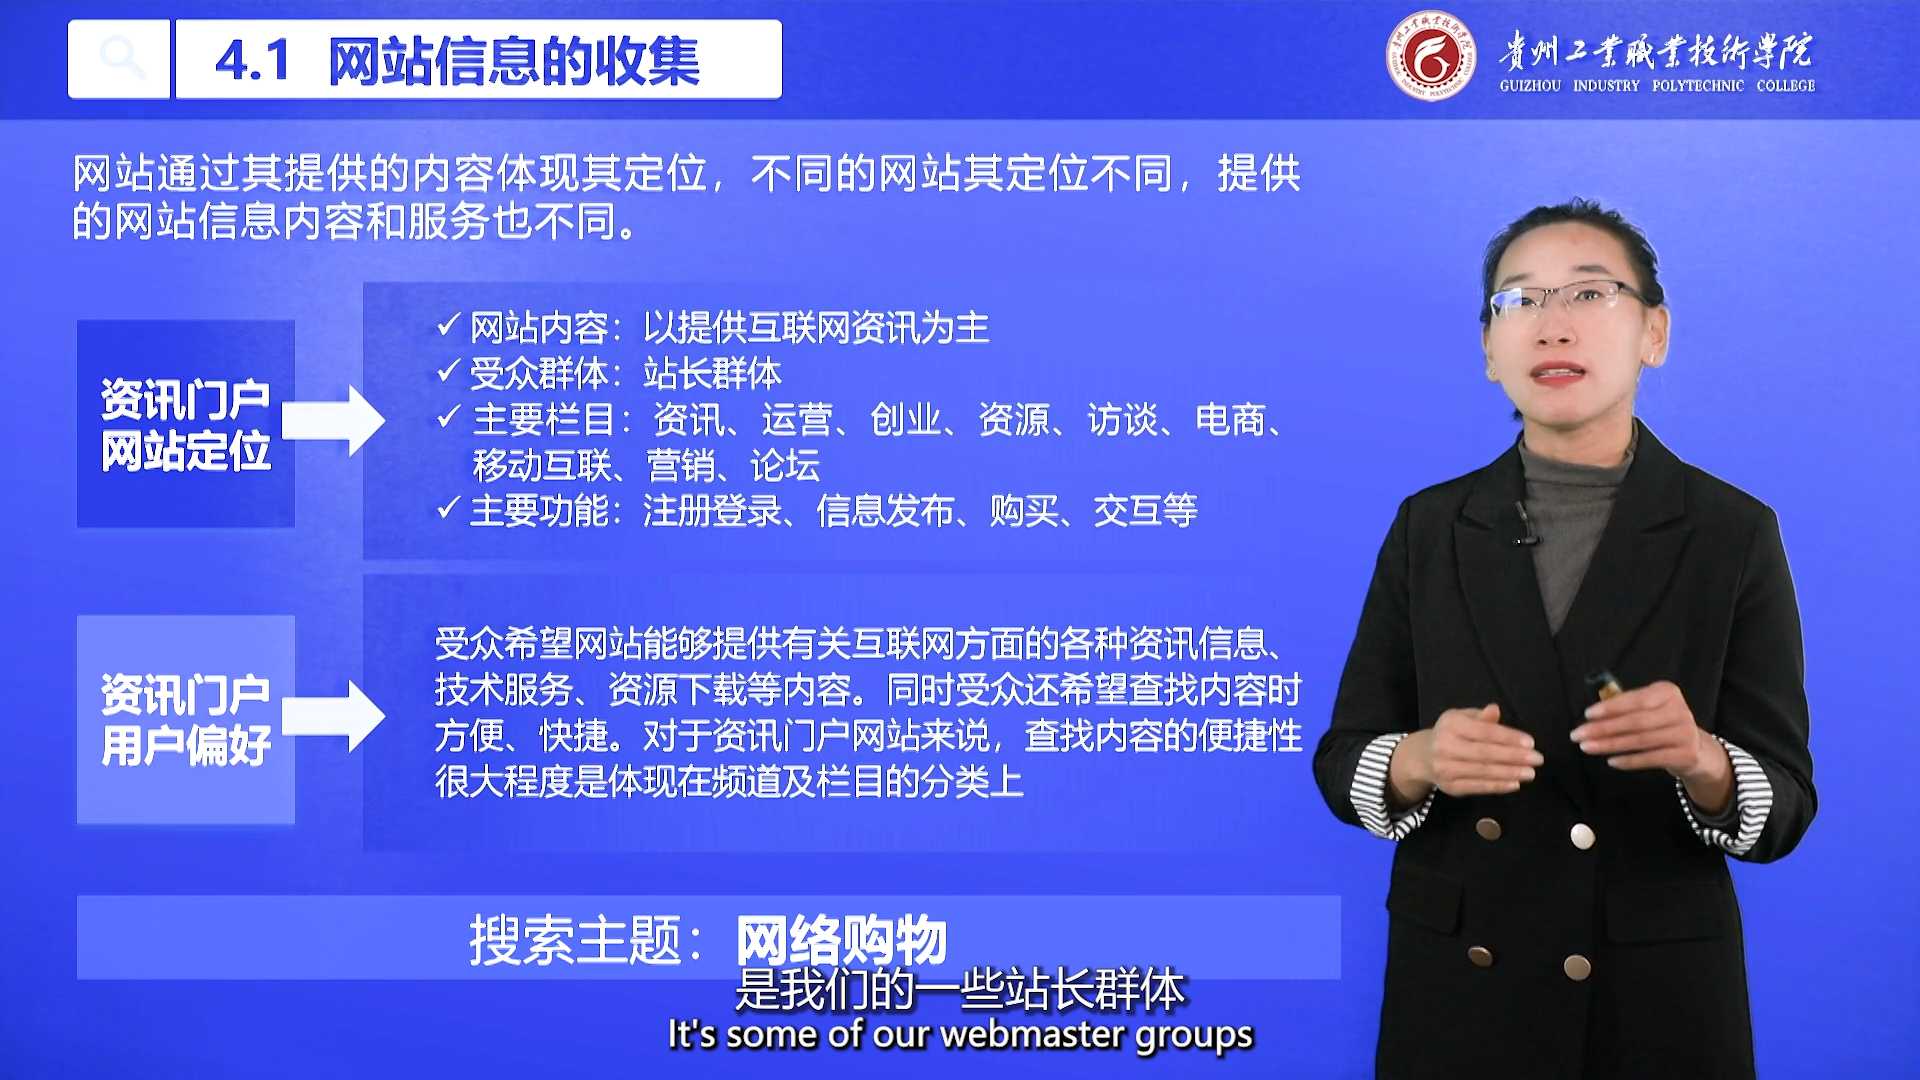 4.1 网站信息的收集
貴州工業職業技術學院
GUIZHOU INDUSTRY POLYTECHNIC COLLEGE
网站通过其提供的内容体现其定位，不同的网站其定位不同，提供
的网站信息内容和服务也不同。
资讯门户
网站定位
✓ 网站内容：以提供互联网资讯为主
✓ 受众群体：站长群体
✓ 主要栏目：资讯、运营、创业、资源、访谈、电商、
移动互联、营销、论坛
✓ 主要功能：注册登录、信息发布、购买、交互等
资讯门户
用户偏好
受众希望网站能够提供有关互联网方面的各种资讯信息、
技术服务、资源下载等内容。同时受众还希望查找内容时
方便、快捷。对于资讯门户网站来说，查找内容的便捷性
很大程度是体现在频道及栏目的分类上
搜索主题：网络购物
是我们的一些站长群体
It's some of our webmaster groups